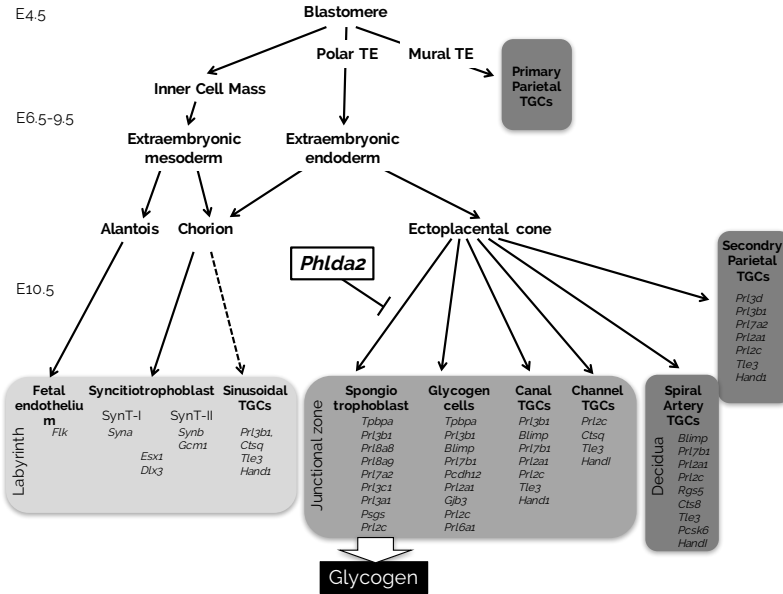 E4.5
Blastomere
Polar TE
Mural TE
Primary
Parietal
TGCs
Inner Cell Mass
E6.5-9.5
Extraembryonic
mesoderm
Extraembryonic
endoderm
Alantois
Chorion
Ectoplacental cone
Phlda2
E10.5
Secondry
Parietal
TGCs
Prl3d
Prl3b1
Prl7a2
Prl2a1
Prl2c
Tle3
Hand1
Labyrinth
Fetal
endotheliu
m
Flk
Syncitiotrophoblast
SynT-I
Syna
SynT-II
Synb
Gcm1
Esx1
Dlx3
Sinusoidal
TGCs
Prl3b1,
Ctsq
Tle3
Hand1
Junctional zone
Spongio
trophoblast
Tpbpa
Prl3b1
Prl8a8
Prl8a9
Prl7a2
Prl3c1
Prl3a1
Psgs
Prl2c
Glycogen
cells
Tpbpa
Prl3b1
Blimp
Prl7b1
Pcdh12
Prl2a1
Gjb3
Prl2c
Prl6a1
Canal
TGCs
Prl3b1
Blimp
Prl7b1
Prl2a1
Prl2c
Tle3
Hand1
Channel
TGCs
Prl2c
Ctsq
Tle3
HandI
Decidua
Spiral
Artery
TGCs
Blimp
Prl7b1
Prl2a1
Prl2c
Rgs5
Cts8
Tle3
Pcsk6
HandI
Glycogen